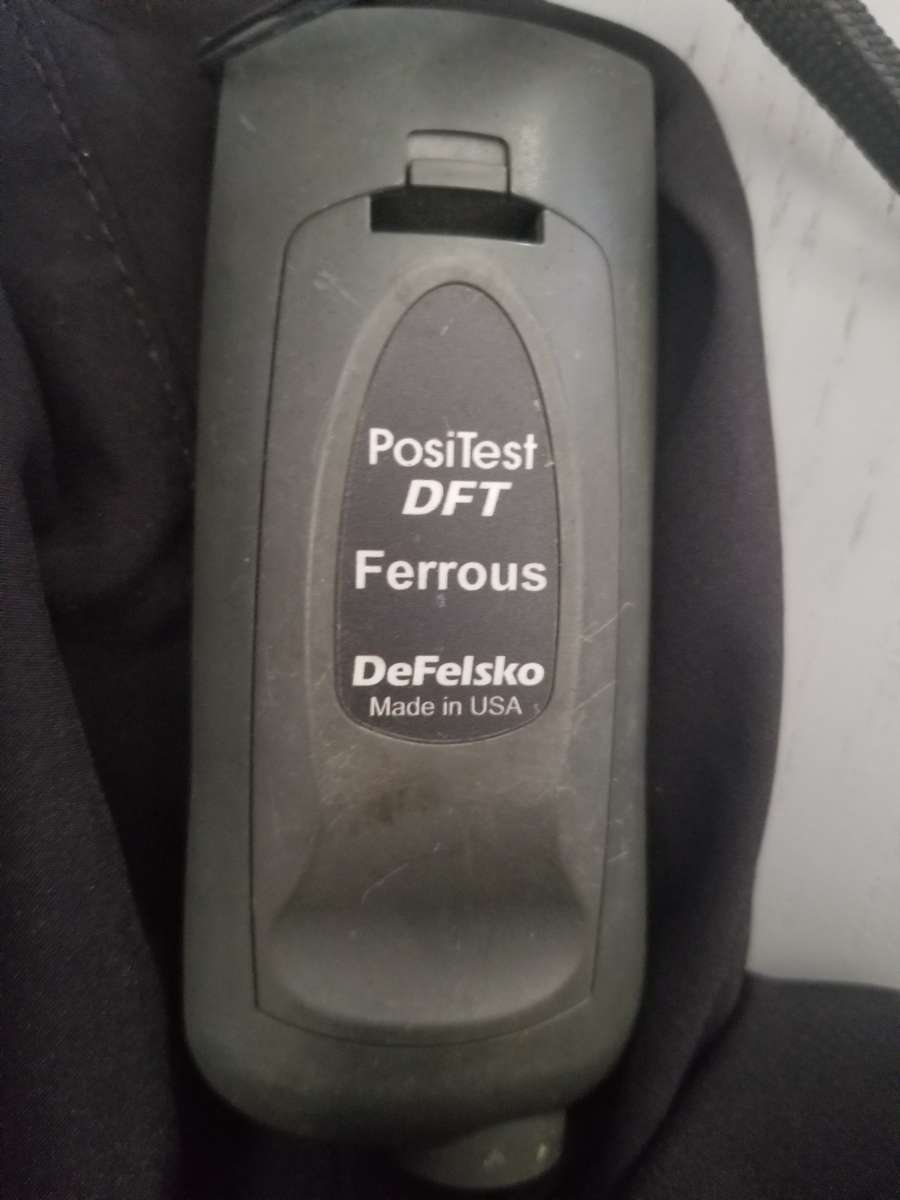 PosiTest
DFT
Ferrous
DeFelsko
Made in USA